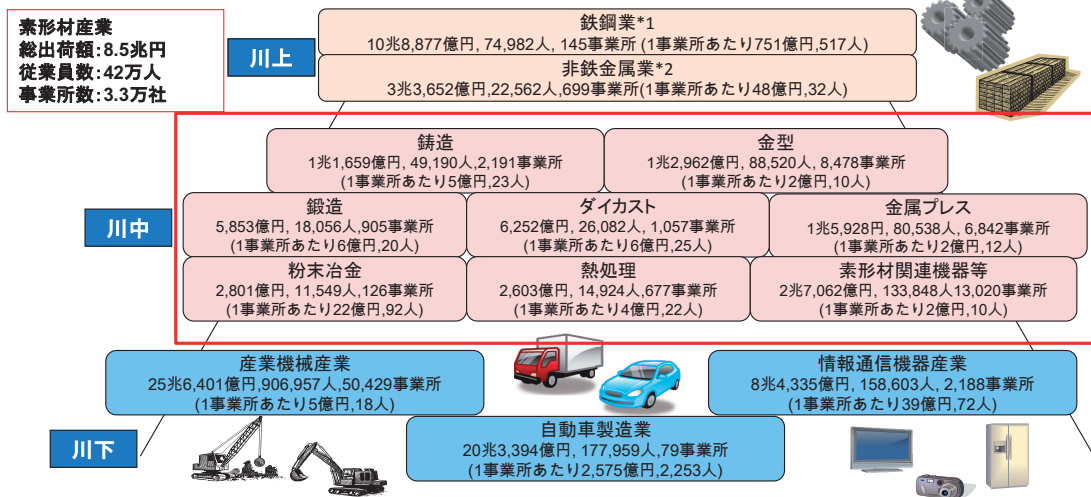 素形材産業
総出荷額:8.5兆円
従業員数:42万人
事業所数:3.3万社
川上
鉄鋼業*1
10兆8,877億円, 74,982人, 145事業所 (1事業所あたり751億円,517人)
非鉄金属業*2
3兆3,652億円,22,562人,699事業所(1事業所あたり48億円,32人)
川中
鋳造
1兆1,659億円, 49,190人,2,191事業所
(1事業所あたり5億円,23人)
金型
1兆2,962億円, 88,520人, 8,478事業所
(1事業所あたり2億円,10人)
鍛造
5,853億円, 18,056人,905事業所
(1事業所あたり6億円,20人)
ダイカスト
6,252億円, 26,082人, 1,057事業所
(1事業所あたり6億円,25人)
金属プレス
1兆5,928円, 80,538人, 6,842事業所
(1事業所あたり2億円,12人)
粉末冶金
2,801億円, 11,549人,126事業所
(1事業所あたり22億円,92人)
熱処理
2,603億円, 14,924人,677事業所
(1事業所あたり4億円,22人)
素形材関連機器等
2兆7,062億円, 133,848人13,020事業所
(1事業所あたり2億円,10人)
川下
産業機械産業
25兆6,401億円,906,957人,50,429事業所
(1事業所あたり5億円,18人)
情報通信機器産業
8兆4,335億円, 158,603人, 2,188事業所
(1事業所あたり39億円,72人)
自動車製造業
20兆3,394億円, 177,959人,79事業所
(1事業所あたり2,575億円,2,253人)